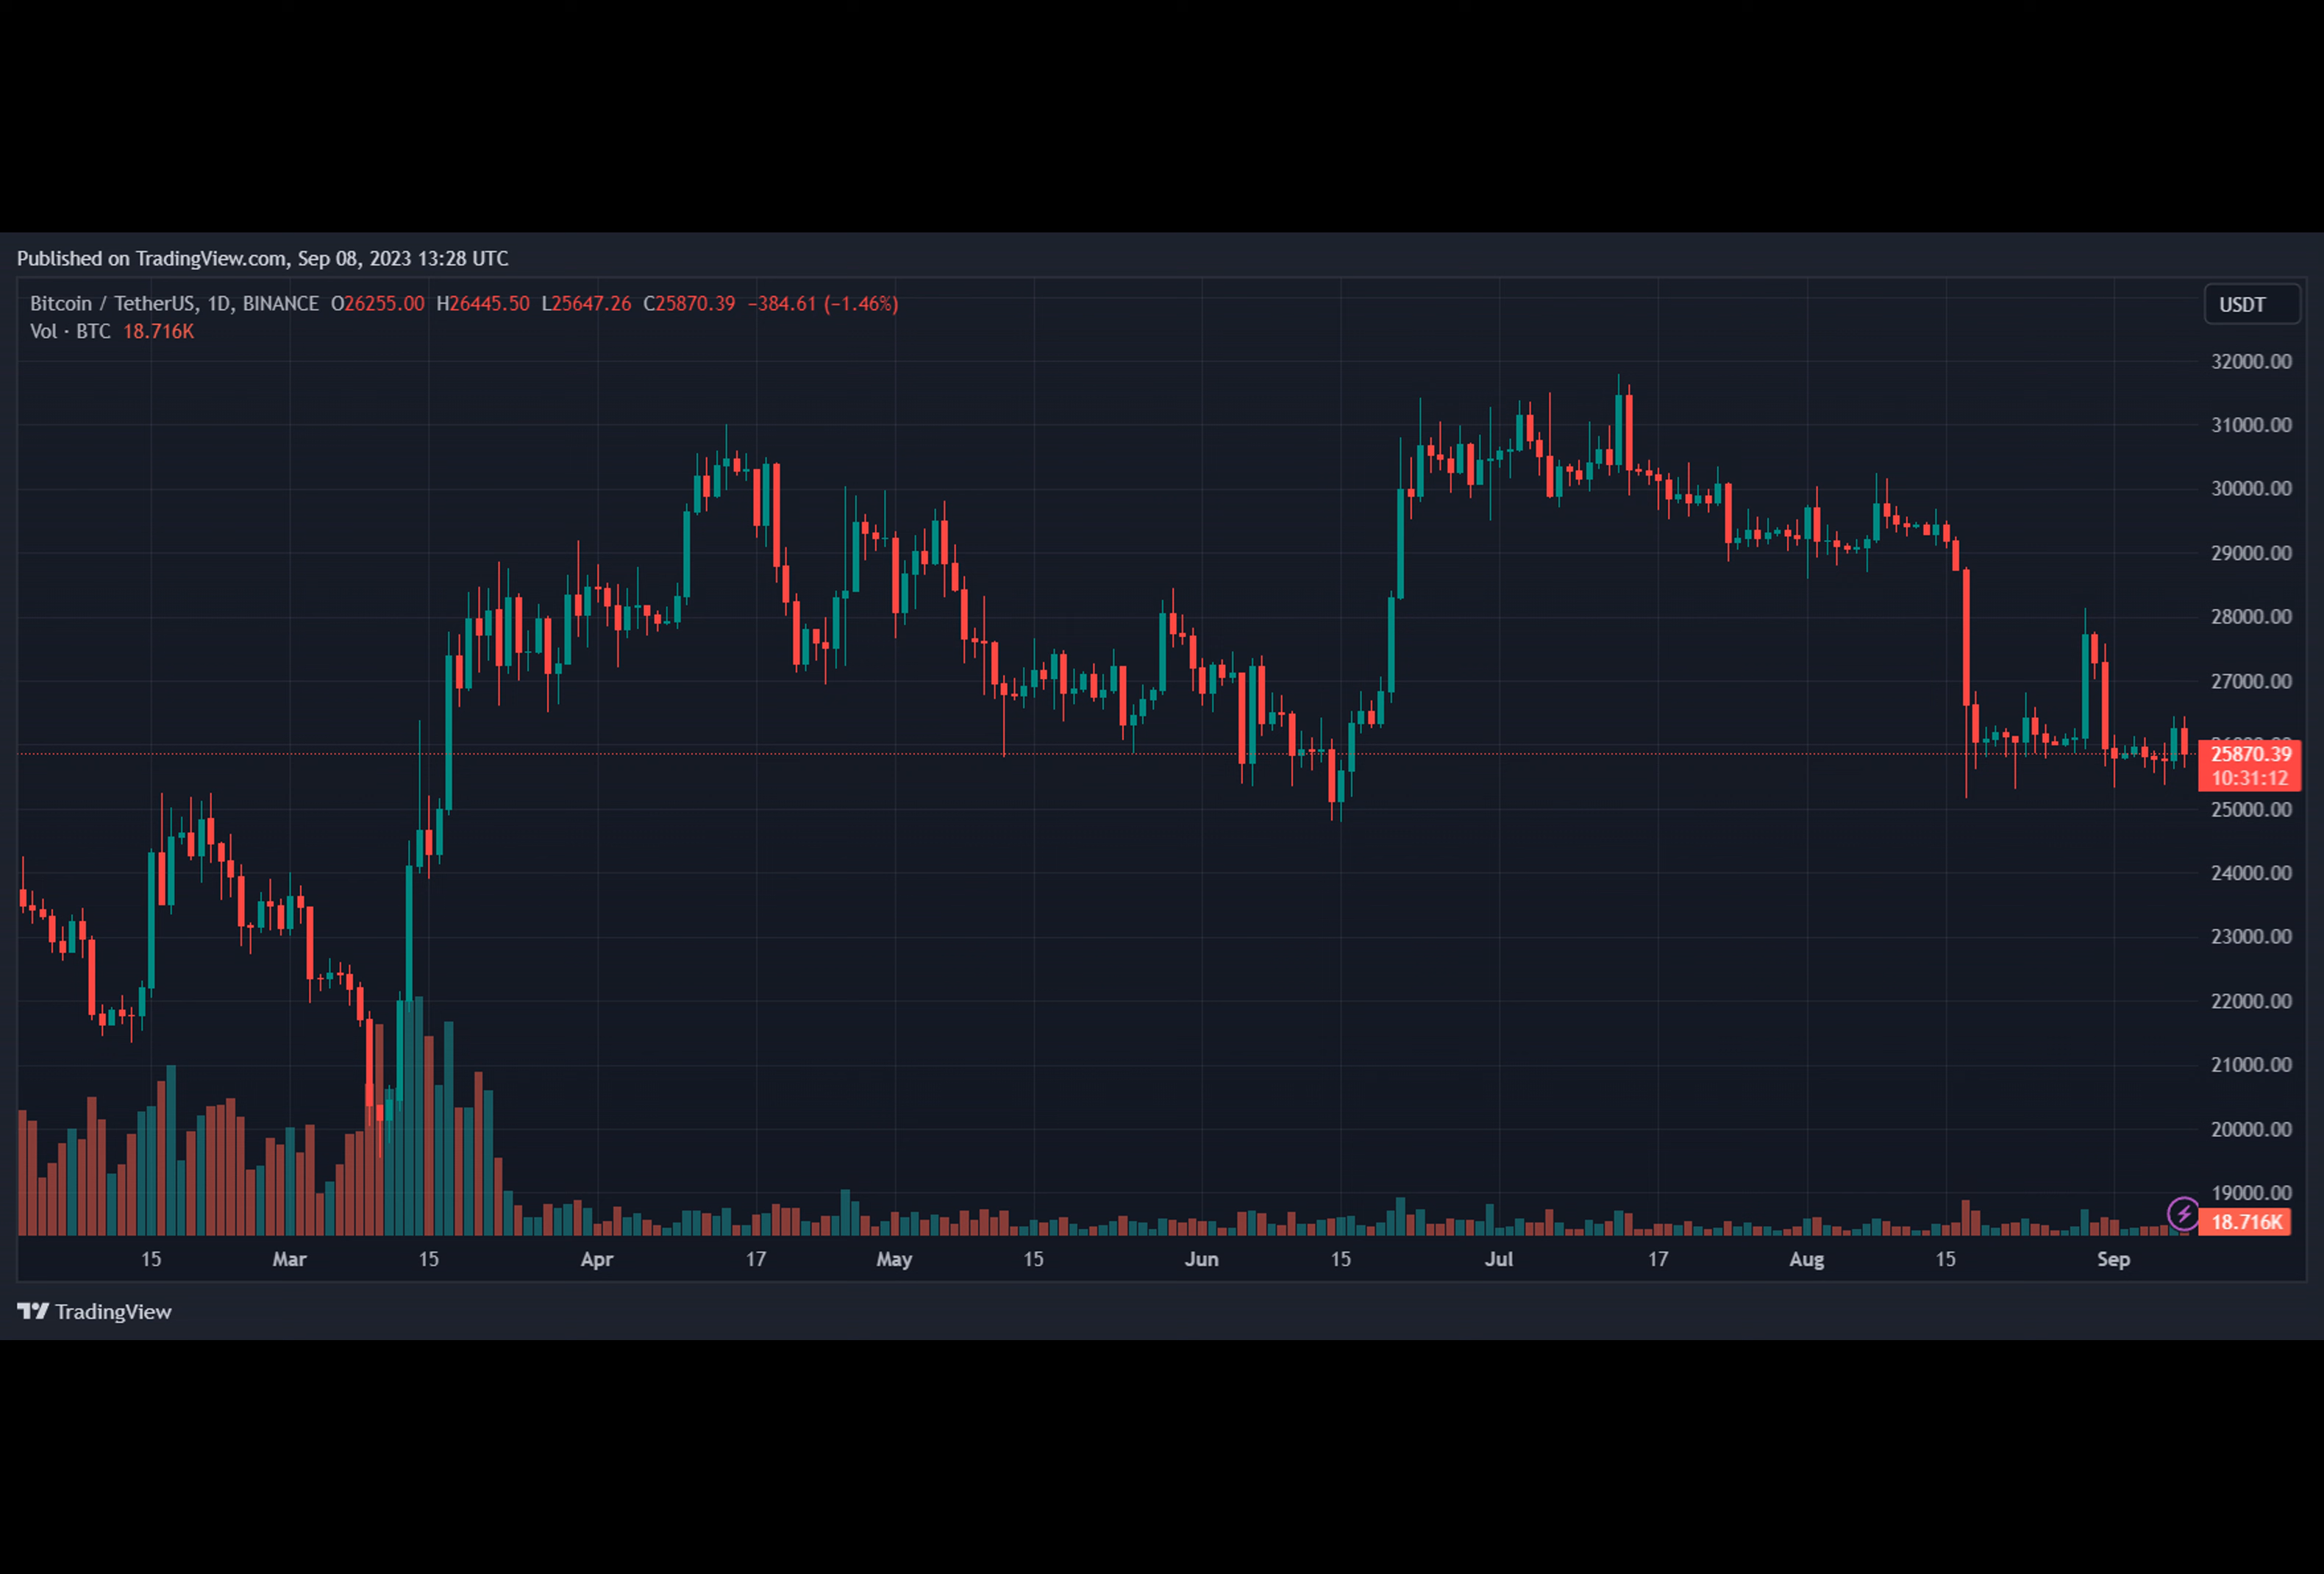 Published on TradingView.com, Sep 08, 2023 13:28 UTC
Bitcoin / TetherUS, 1D, BINANCE O26255.00 H26445.50 L25647.26 C25870.39 −384.61 (−1.46%)
Vol · BTC 18.716K
USDT
32000.00
31000.00
30000.00
29000.00
28000.00
27000.00
25870.39
10:31:12
25000.00
24000.00
23000.00
22000.00
21000.00
20000.00
19000.00
18.716K
15 Mar 15 Apr 17 May 15 Jun 15 Jul 17 Aug 15 Sep
TradingView